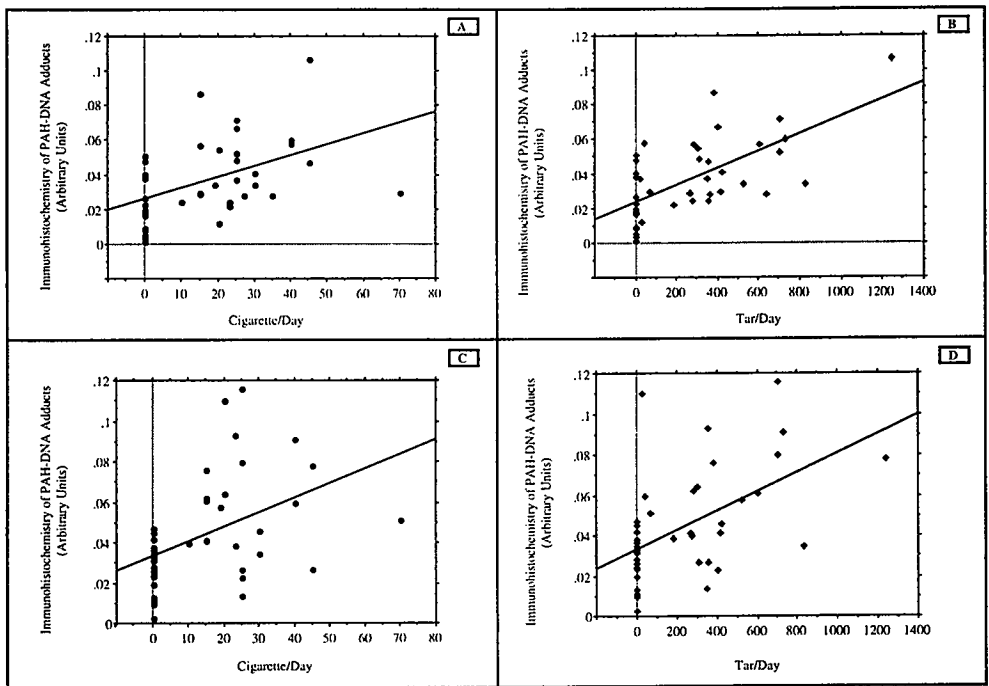 A
Immunohistochemistry of PAH-DNA Adducts
(Arbitrary Units)
.12
.1
.08
.06
.04
.02
0
0 10 20 30 40 50 60 70 80
Cigarette/Day
B
Immunohistochemistry of PAH-DNA Adducts
(Arbitrary Units)
.12
.1
.08
.06
.04
.02
0
0 200 400 600 800 1000 1200 1400
Tar/Day
C
Immunohistochemistry of PAH-DNA Adducts
(Arbitrary Units)
.12
.1
.08
.06
.04
.02
0
0 10 20 30 40 50 60 70 80
Cigarette/Day
D
Immunohistochemistry of PAH-DNA Adducts
(Arbitrary Units)
.12
.1
.08
.06
.04
.02
0
0 200 400 600 800 1000 1200 1400
Tar/Day